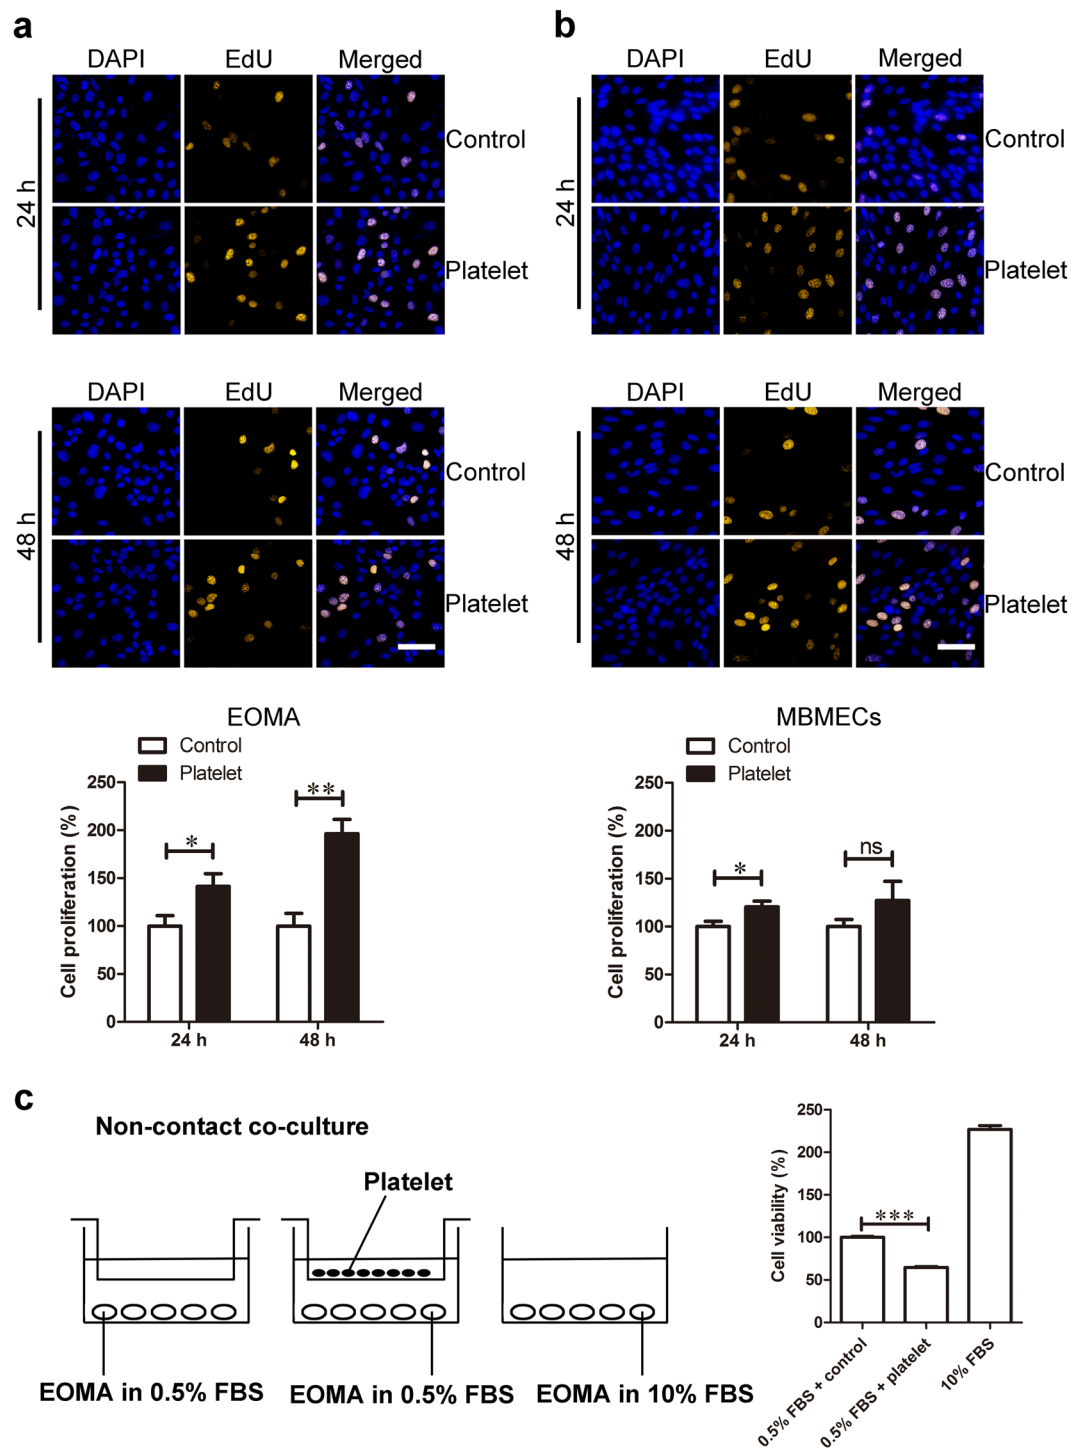 a
DAPI EdU Merged
24 h
Control
Platelet
DAPI EdU Merged
48 h
Control
Platelet
EOMA
Control
Platelet
Cell proliferation (%)
250
200
150
100
50
0
*
**
24 h 48 h
b
DAPI EdU Merged
24 h
Control
Platelet
DAPI EdU Merged
48 h
Control
Platelet
MBMECs
Control
Platelet
Cell proliferation (%)
250
200
150
100
50
0
*
ns
24 h 48 h
c
Non-contact co-culture
Platelet
EOMA in 0.5% FBS EOMA in 0.5% FBS EOMA in 10% FBS
Cell viability (%)
250
200
150
100
50
0
***
0.5% FBS + control
0.5% FBS + platelet
10% FBS